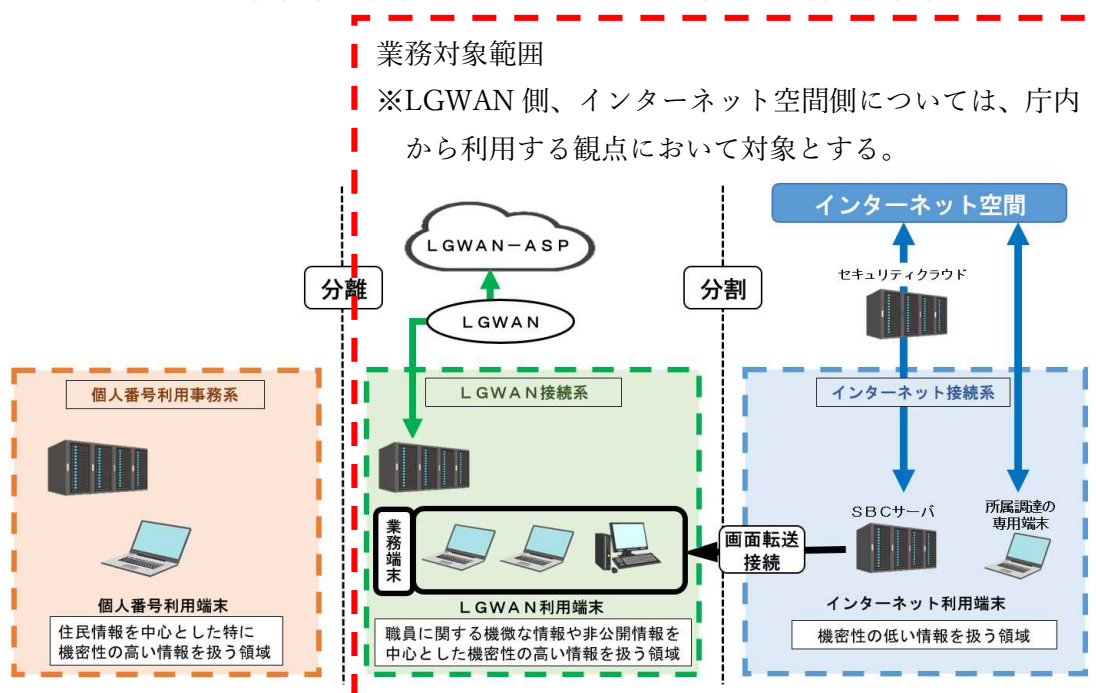 業務対象範囲
※LGWAN 側、インターネット空間側については、庁内
から利用する観点において対象とする。
インターネット空間
LGWAN－ASP
セキュリティクラウド
分離
分割
LGWAN
個人番号利用事務系
LGWAN接続系
インターネット接続系
SBCサーバ
所属調達の
専用端末
業務端末
画面転送
接続
個人番号利用端末
LGWAN利用端末
インターネット利用端末
住民情報を中心とした特に
機密性の高い情報を扱う領域
職員に関する機微な情報や非公開情報を
中心とした機密性の高い情報を扱う領域
機密性の低い情報を扱う領域